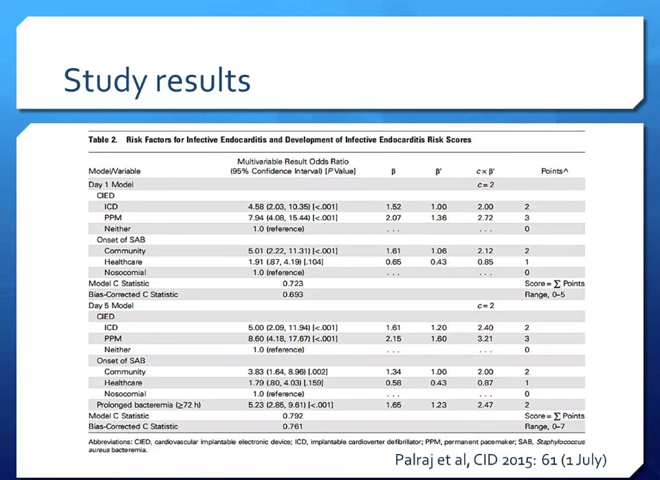 Study results
Table 2. Risk Factors for Infective Endocarditis and Development of Infective Endocarditis Risk Scores
Multivariable Result Odds Ratio
Model/Variable (95% Confidence Interval) [P Value] β β' c x β' Points^
Day 1 Model c = 2
CIED
ICD 4.58 (2.03, 10.35) [<.001] 1.52 1.00 2.00 2
PPM 7.94 (4.08, 15.44) [<.001] 2.07 1.36 2.72 3
Neither 1.0 (reference) ... ... 0
Onset of SAB
Community 5.01 (2.22, 11.31) [<.001] 1.61 1.06 2.12 2
Healthcare 1.91 (.87, 4.19) [.104] 0.65 0.43 0.85 1
Nosocomial 1.0 (reference) ... ... 0
Model C Statistic 0.723 Score = ∑ Points
Bias-Corrected C Statistic 0.693 Range, 0–5
Day 5 Model c = 2
CIED
ICD 5.00 (2.09, 11.94) [<.001] 1.61 1.20 2.40 2
PPM 8.60 (4.18, 17.67) [<.001] 2.15 1.60 3.21 3
Neither 1.0 (reference) ... ... 0
Onset of SAB
Community 3.83 (1.64, 8.96) [.002] 1.34 1.00 2.00 2
Healthcare 1.79 (.80, 4.03) [.159] 0.58 0.43 0.87 1
Nosocomial 1.0 (reference) ... ... 0
Prolonged bacteremia (≥72 h) 5.23 (2.85, 9.61) [<.001] 1.65 1.23 2.47 2
Model C Statistic 0.792 Score = ∑ Points
Bias-Corrected C Statistic 0.761 Range, 0–7
Abbreviations: CIED, cardiovascular implantable electronic device; ICD, implantable cardioverter defibrillator; PPM, permanent pacemaker; SAB, Staphylococcus
aureus bacteremia.
Palraj et al, CID 2015: 61 (1 July)